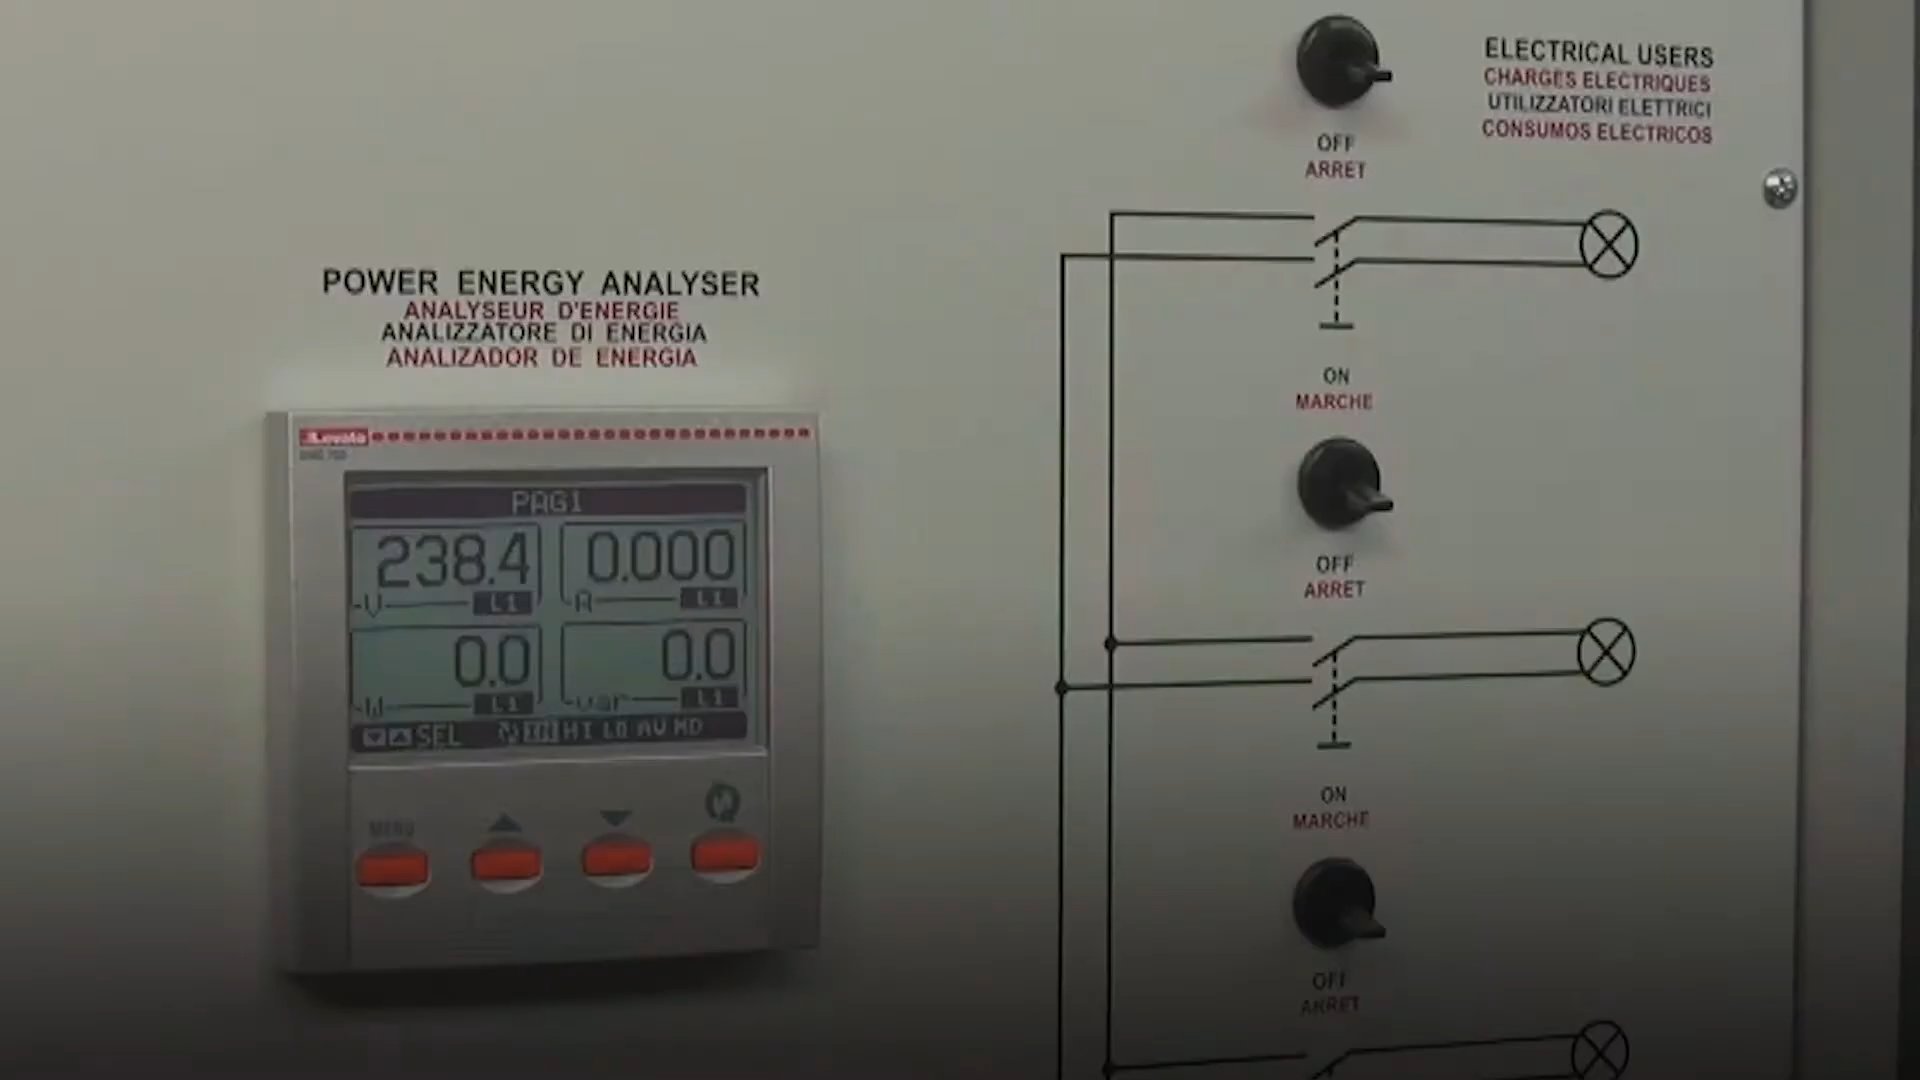 POWER ENERGY ANALYSER
ANALYSEUR D'ENERGIE
ANALIZZATORE DI ENERGIA
ANALIZADOR DE ENERGIA
Lovato
PAG1
238.4 0.000
V L1 A L1
0.0 0.0
W L1 var L1
SEL HI LO AV MD
MENU
ELECTRICAL USERS
CHARGES ELECTRIQUES
UTILIZZATORI ELETTRICI
CONSUMOS ELECTRICOS
OFF
ARRET
ON
MARCHE
OFF
ARRET
ON
MARCHE
OFF
ARRET